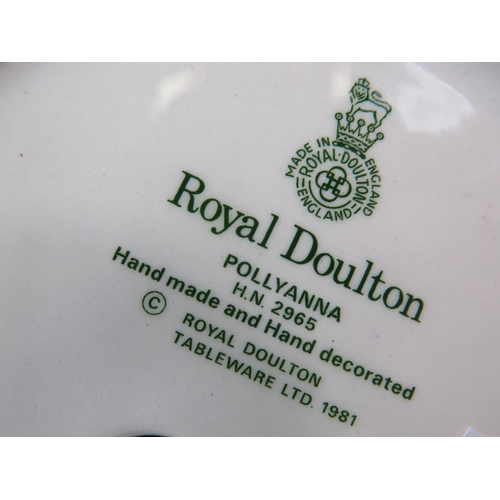 MADE IN ENGLAND
ROYAL·DOULTON
ENGLAND
Royal Doulton
POLLYANNA
H.N. 2965
Hand made and Hand decorated
© ROYAL DOULTON
TABLEWARE LTD. 1981